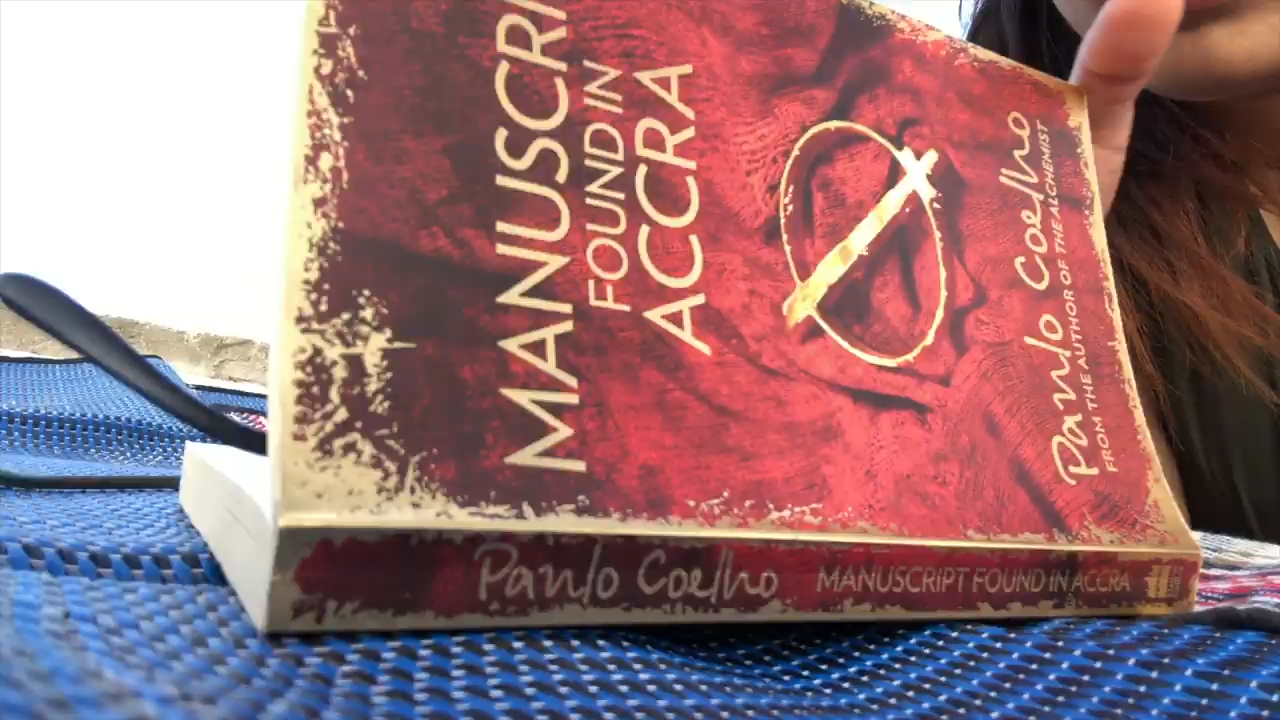 MANUSCRI
FOUND IN
ACCRA
Paulo Coelho
FROM THE AUTHOR OF THE ALCHEMIST
Paulo Coelho MANUSCRIPT FOUND IN ACCRA